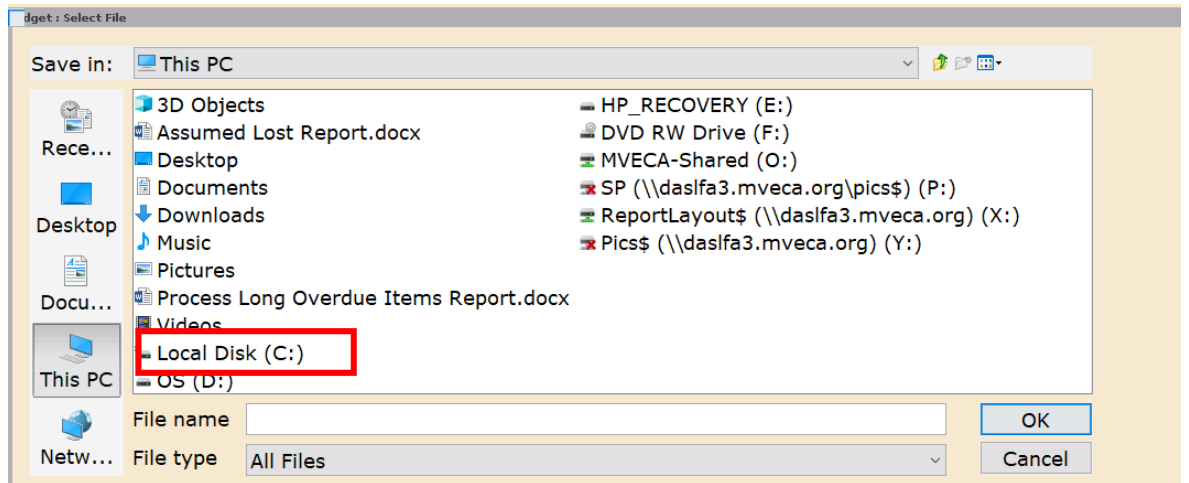 dget : Select File
Save in:
This PC
Rece...
Desktop
Docu...
This PC
Netw...
3D Objects
Assumed Lost Report.docx
Desktop
Documents
Downloads
Music
Pictures
Process Long Overdue Items Report.docx
Videos
Local Disk (C:)
OS (D:)
HP_RECOVERY (E:)
DVD RW Drive (F:)
MVECA-Shared (O:)
SP (\\daslfa3.mveca.org\pics$) (P:)
ReportLayout$ (\\daslfa3.mveca.org) (X:)
Pics$ (\\daslfa3.mveca.org) (Y:)
File name
OK
File type
All Files
Cancel